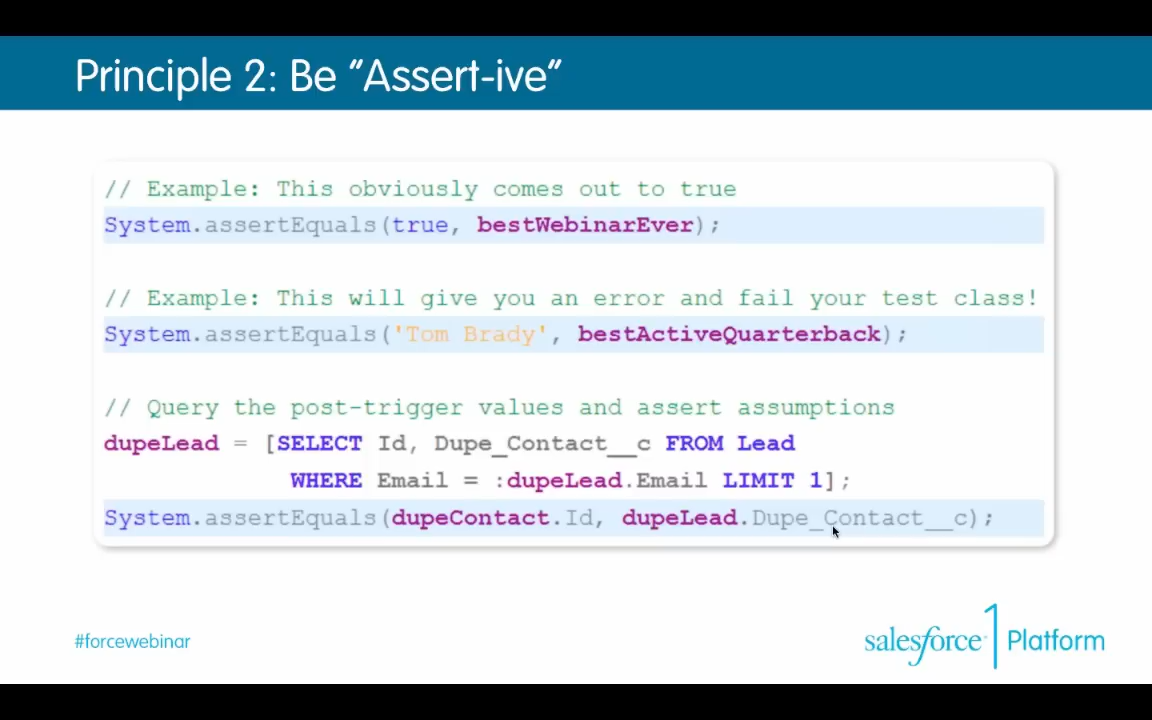 Principle 2: Be “Assert-ive“
// Example: This obviously comes out to true
System.assertEquals(true, bestWebinarEver);
// Example: This will give you an error and fail your test class!
System.assertEquals('Tom Brady', bestActiveQuarterback);
// Query the post-trigger values and assert assumptions
dupeLead = [SELECT Id, Dupe_Contact__c FROM Lead
WHERE Email = :dupeLead.Email LIMIT 1];
System.assertEquals(dupeContact.Id, dupeLead.Dupe_Contact__c);
#forcewebinar
salesforce1 Platform